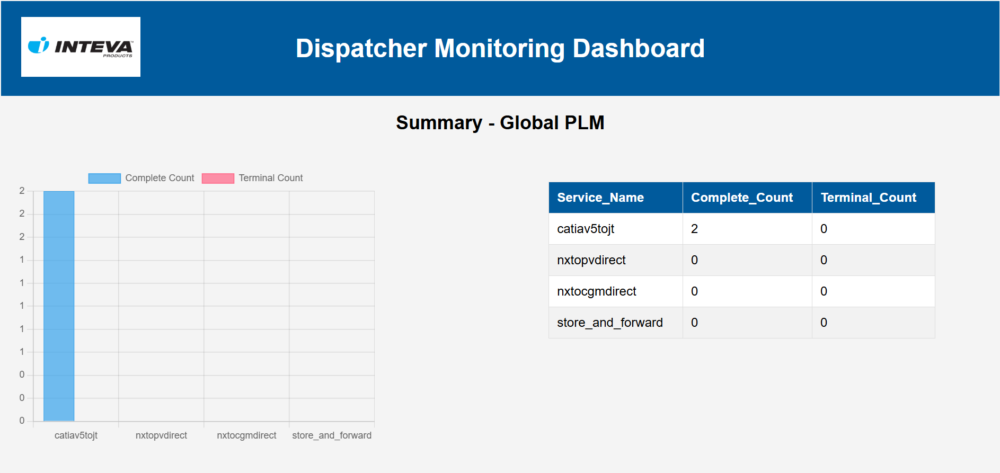 INTEVA™
PRODUCTS
Dispatcher Monitoring Dashboard
Summary - Global PLM
Complete Count Terminal Count
2
2
2
1
1
1
1
1
0
0
0
catiav5tojt nxtopvdirect nxtocgmdirect store_and_forward
Service_Name Complete_Count Terminal_Count
catiav5tojt 2 0
nxtopvdirect 0 0
nxtocgmdirect 0 0
store_and_forward 0 0